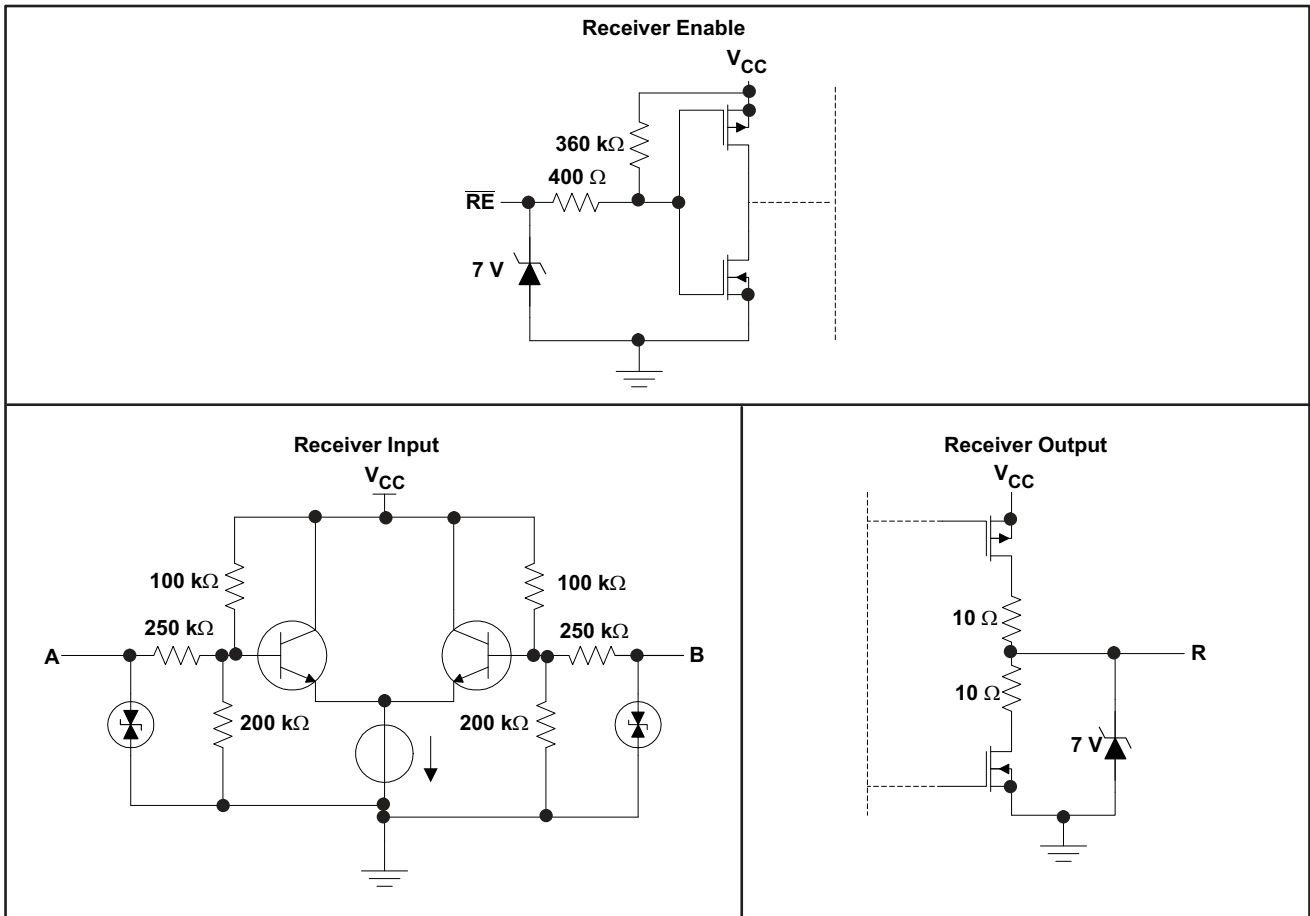 Receiver Enable
VCC
360 kΩ
400 Ω
RE
7 V
Receiver Input
VCC
100 kΩ
100 kΩ
250 kΩ
250 kΩ
A
B
200 kΩ
200 kΩ
Receiver Output
VCC
10 Ω
R
10 Ω
7 V